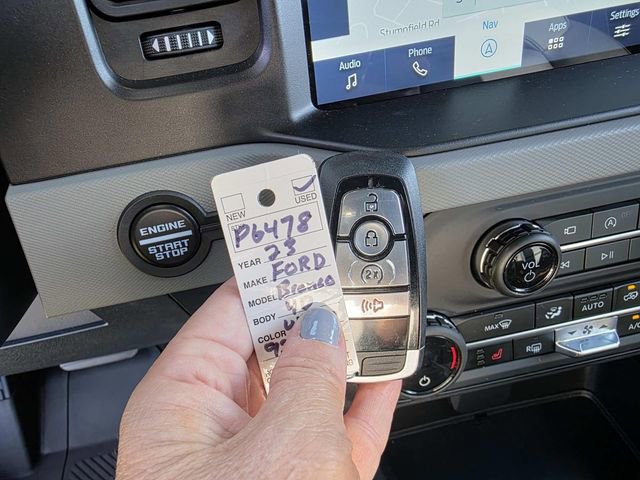 Stumpfield Rd
Settings
Nav
Apps
Phone
Audio
NEW
USED
P6478
YEAR 23
MAKE FORD
MODEL Bronco
BODY
COLOR
ENGINE
START
STOP
2X
VOL
MAX
AUTO
A/C
R